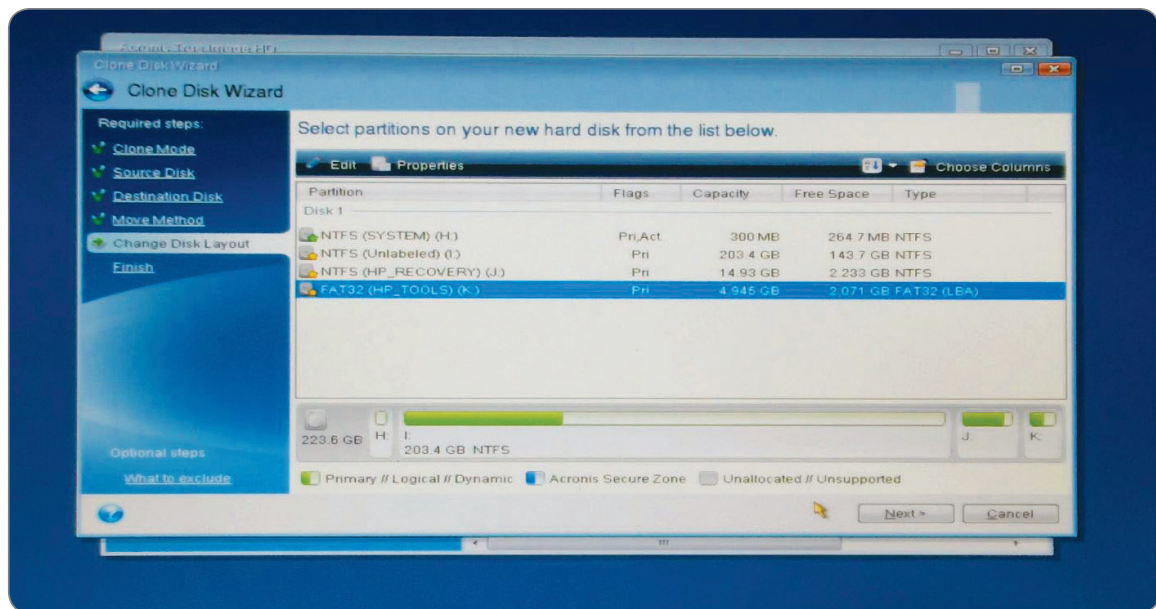 Acronis True Image HD
Clone Disk Wizard
Clone Disk Wizard
Required steps:
Clone Mode
Source Disk
Destination Disk
Move Method
Change Disk Layout
Finish
Optional steps
What to exclude
Select partitions on your new hard disk from the list below.
Edit Properties Choose Columns
Partition Flags Capacity Free Space Type
Disk 1
NTFS (SYSTEM) (H:) Pri,Act. 300 MB 264.7 MB NTFS
NTFS (Unlabeled) (I:) Pri 203.4 GB 143.7 GB NTFS
NTFS (HP_RECOVERY) (J:) Pri 14.93 GB 2.233 GB NTFS
FAT32 (HP_TOOLS) (K:) Pri 4.945 GB 2.071 GB FAT32 (LBA)
223.6 GB H: I: J: K:
203.4 GB NTFS
Primary // Logical // Dynamic Acronis Secure Zone Unallocated // Unsupported
Next > Cancel